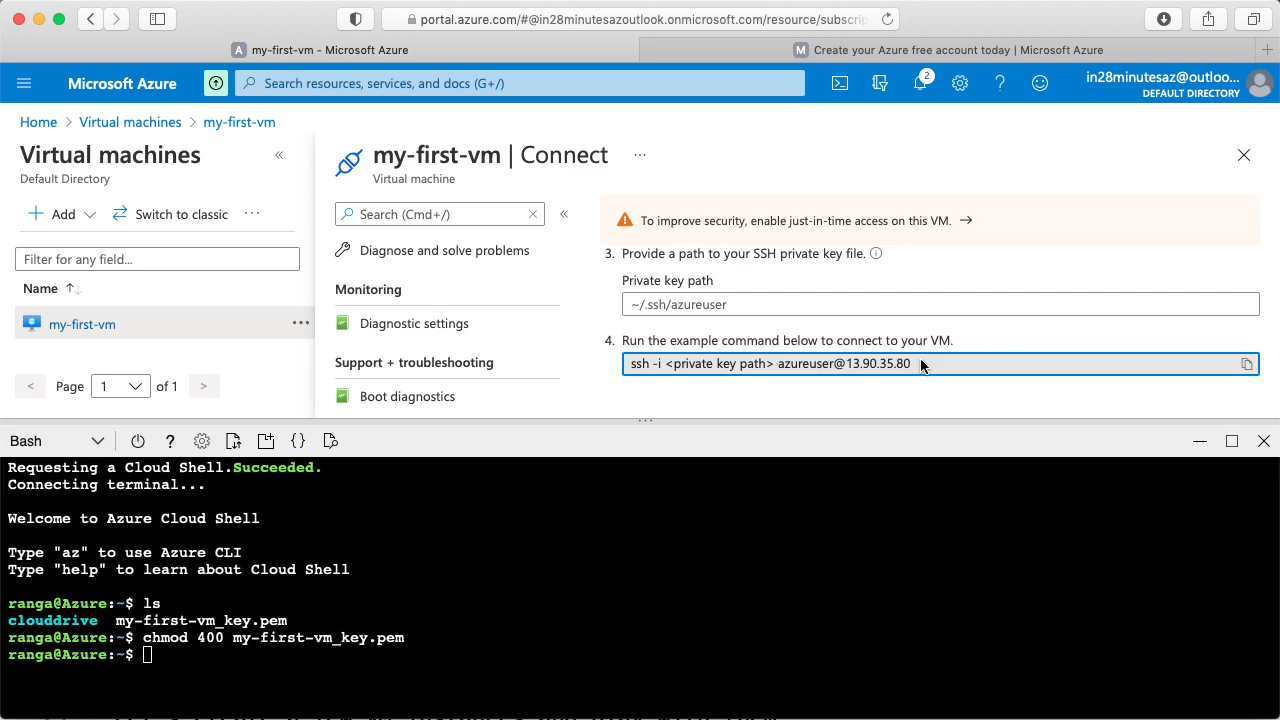 portal.azure.com/#@in28minutesazoutlook.onmicrosoft.com/resource/subscrip
A my-first-vm - Microsoft Azure
M Create your Azure free account today | Microsoft Azure
Microsoft Azure
Search resources, services, and docs (G+/)
2
in28minutesaz@outloo...
DEFAULT DIRECTORY
Home > Virtual machines > my-first-vm
Virtual machines «
Default Directory
+ Add
Switch to classic ...
Filter for any field...
Name ↑↓
my-first-vm ...
< Page 1 of 1 >
my-first-vm | Connect ...
Virtual machine
Search (Cmd+/) «
Diagnose and solve problems
Monitoring
Diagnostic settings
Support + troubleshooting
Boot diagnostics
To improve security, enable just-in-time access on this VM. →
3. Provide a path to your SSH private key file.
Private key path
~/.ssh/azureuser
4. Run the example command below to connect to your VM.
ssh -i <private key path> azureuser@13.90.35.80
Bash
? {}
Requesting a Cloud Shell.Succeeded.
Connecting terminal...
Welcome to Azure Cloud Shell
Type "az" to use Azure CLI
Type "help" to learn about Cloud Shell
ranga@Azure:~$ ls
clouddrive my-first-vm_key.pem
ranga@Azure:~$ chmod 400 my-first-vm_key.pem
ranga@Azure:~$